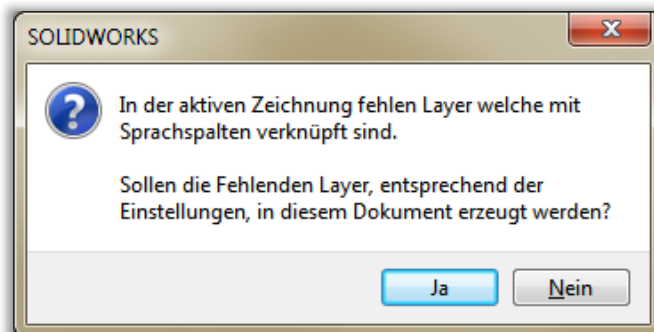 SOLIDWORKS
In der aktiven Zeichnung fehlen Layer welche mit
Sprachspalten verknüpft sind.
Sollen die Fehlenden Layer, entsprechend der
Einstellungen, in diesem Dokument erzeugt werden?
Ja
Nein